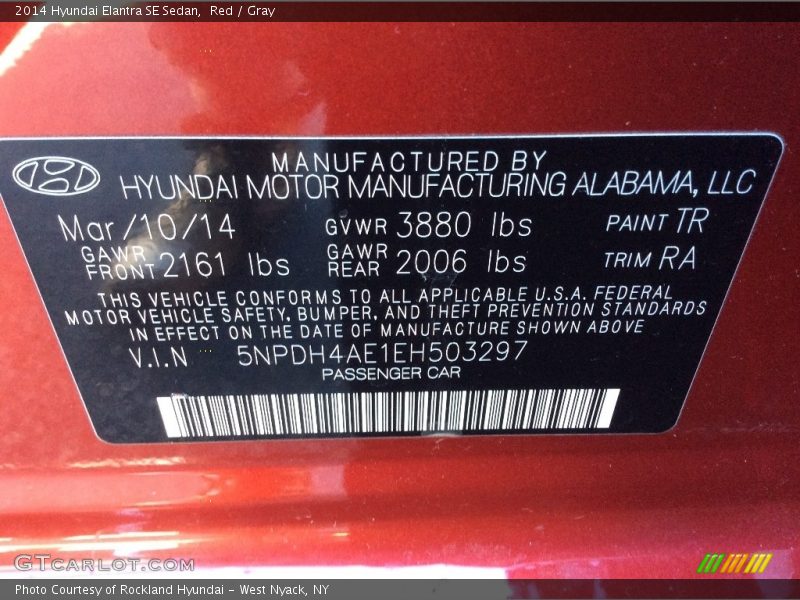 2014 Hyundai Elantra SE Sedan,  Red / Gray
MANUFACTURED BY
HYUNDAI MOTOR MANUFACTURING ALABAMA, LLC
Mar/10/14 GVWR 3880 lbs PAINT TR
GAWR FRONT 2161 lbs GAWR REAR 2006 lbs TRIM RA
THIS VEHICLE CONFORMS TO ALL APPLICABLE U.S.A. FEDERAL
MOTOR VEHICLE SAFETY, BUMPER, AND THEFT PREVENTION STANDARDS
IN EFFECT ON THE DATE OF MANUFACTURE SHOWN ABOVE
V.I.N 5NPDH4AE1EH503297
PASSENGER CAR
GTCarLot.com
Photo Courtesy of Rockland Hyundai - West Nyack, NY